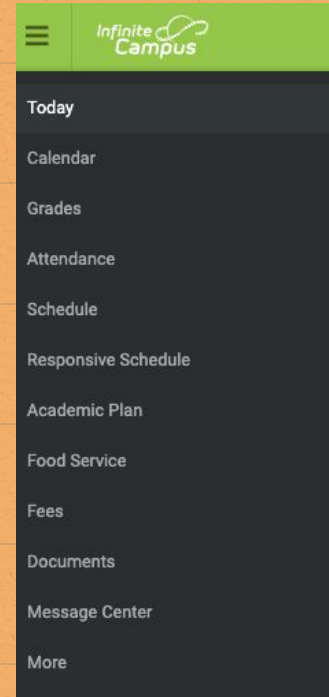 Infinite
Campus
Today
Calendar
Grades
Attendance
Schedule
Responsive Schedule
Academic Plan
Food Service
Fees
Documents
Message Center
More